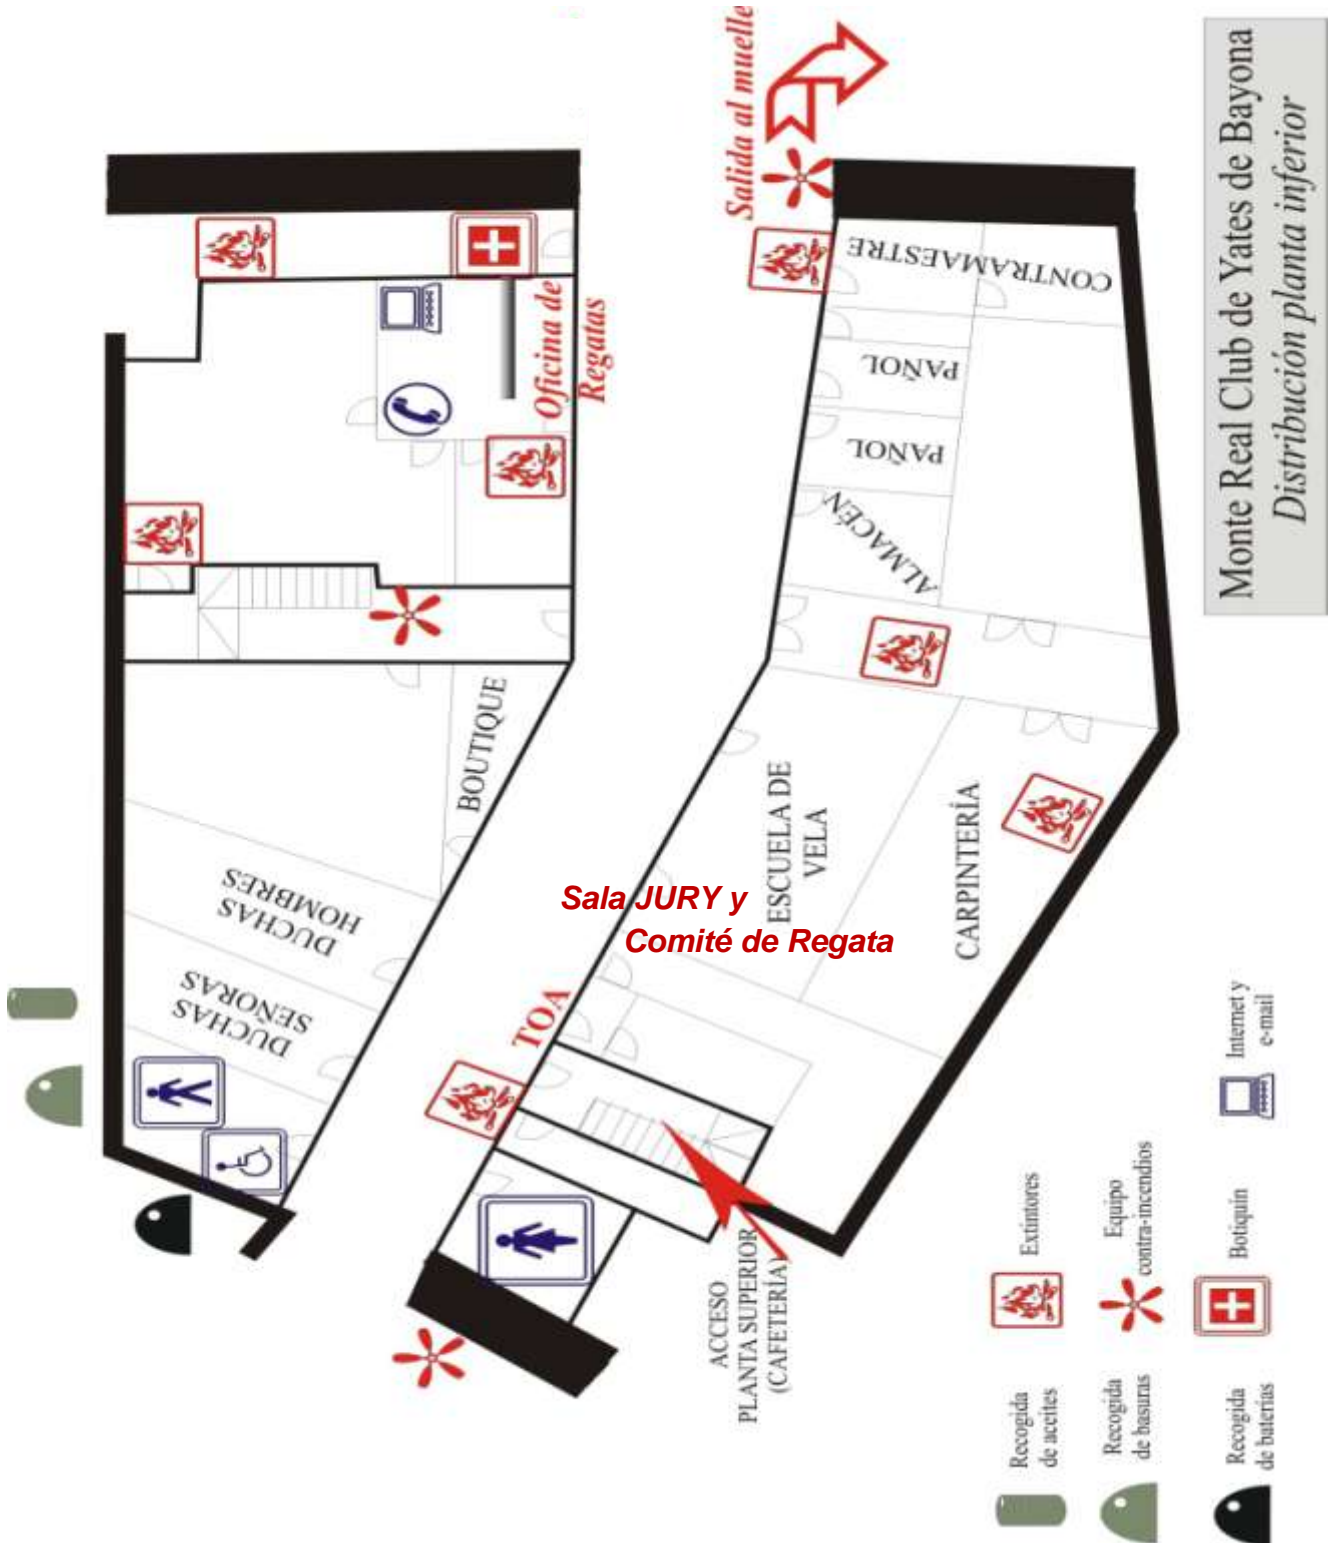 Monte Real Club de Yates de Bayona
Distribución planta inferior
Salida al muelle
Oficina de
Regatas
CONTRAMAESTRE
PAÑOL
PAÑOL
ALMACÉN
BOUTIQUE
DUCHAS
HOMBRES
DUCHAS
SEÑORAS
ESCUELA DE
VELA
CARPINTERÍA
Sala JURY y
Comité de Regata
TOA
ACCESO
PLANTA SUPERIOR
(CAFETERÍA)
Recogida
de aceites
Extintores
Recogida
de basuras
Equipo
contra-incendios
Recogida
de baterías
Botiquín
Internet y
e-mail